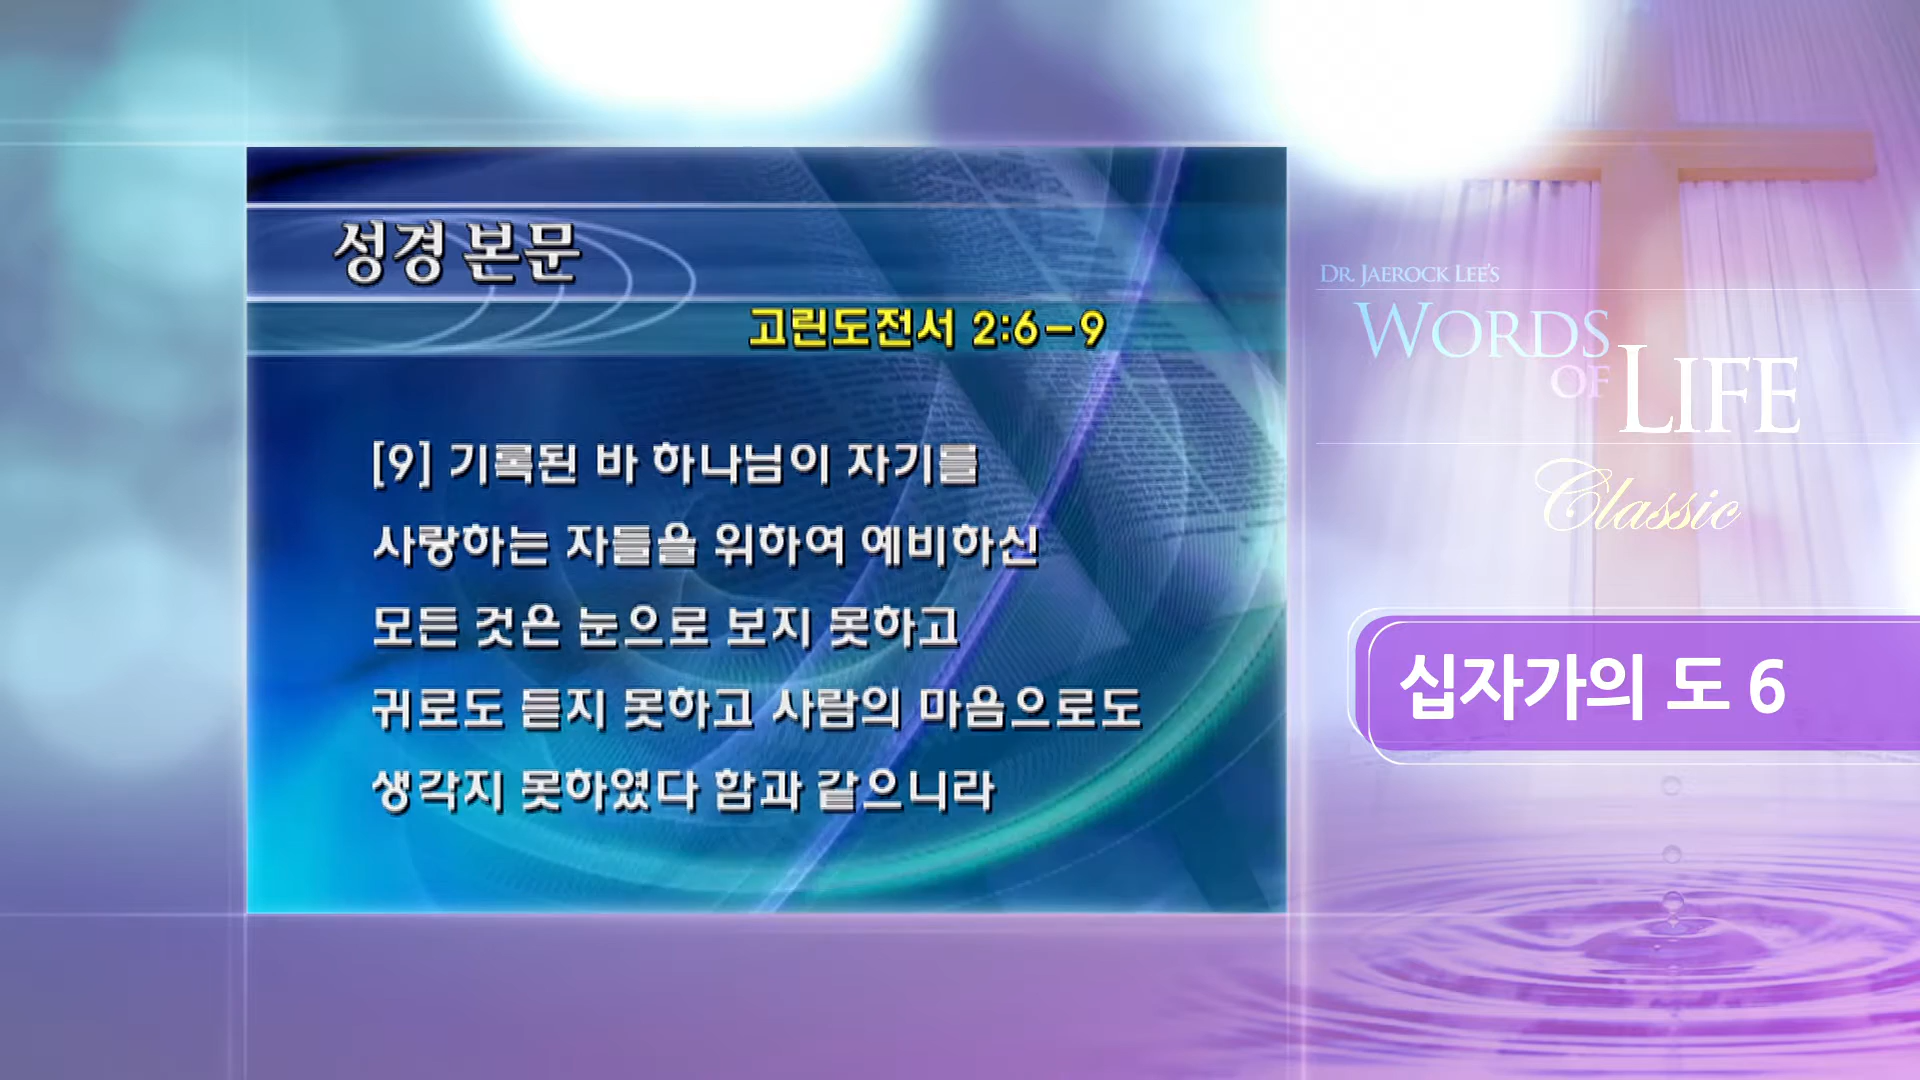 성경 본문
고린도전서 2:6-9
[9] 기록된 바 하나님이 자기를
사랑하는 자들을 위하여 예비하신
모든 것은 눈으로 보지 못하고
귀로도 듣지 못하고 사람의 마음으로도
생각지 못하였다 함과 같으니라
DR. JAEROCK LEE'S
WORDS
OF LIFE
Classic
십자가의 도 6